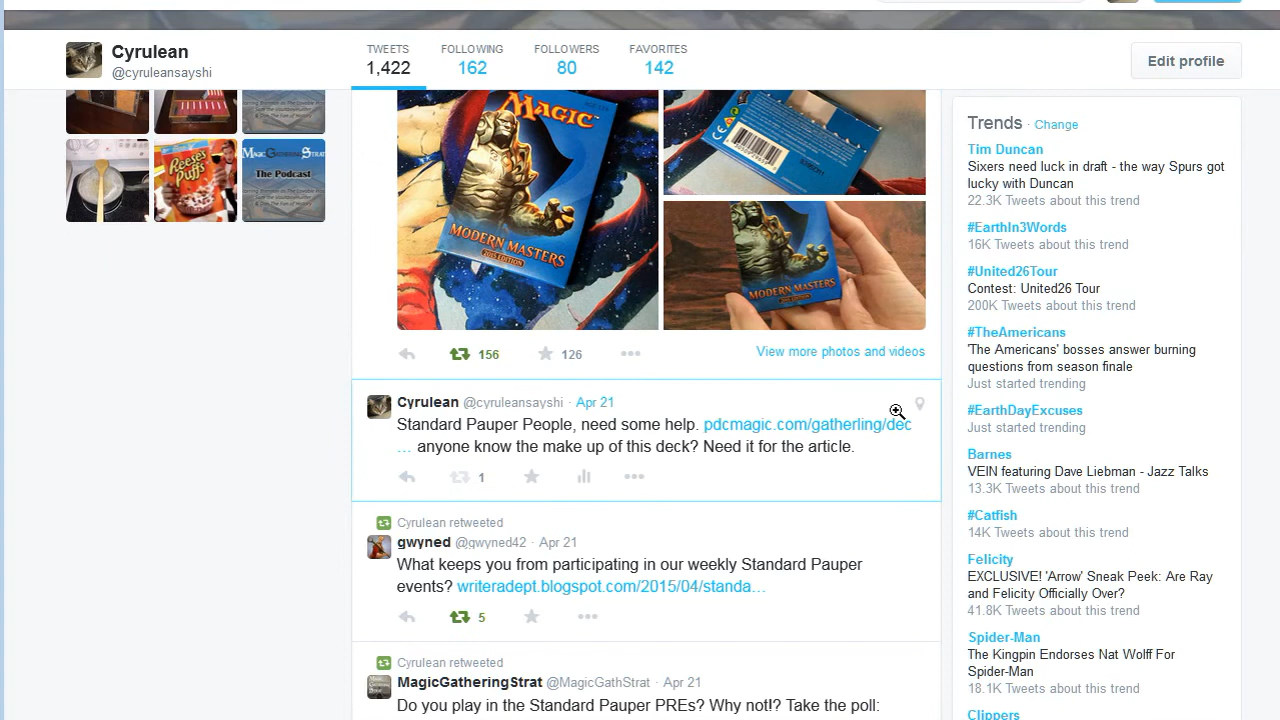 Cyrulean
@cyruleansayshi
TWEETS
1,422
FOLLOWING
162
FOLLOWERS
80
FAVORITES
142
Edit profile
REESE'S PUFFS
MAGIC GATHERING STRAT
The Podcast
MAGIC
MODERN MASTERS
2015 EDITION
MODERN MASTERS
156
126
View more photos and videos
Cyrulean @cyruleansayshi · Apr 21
Standard Pauper People, need some help. pdcmagic.com/gatherling/dec
… anyone know the make up of this deck? Need it for the article.
1
Cyrulean retweeted
gwyned @gwyned42 · Apr 21
What keeps you from participating in our weekly Standard Pauper
events? writeradept.blogspot.com/2015/04/standa…
5
Cyrulean retweeted
MagicGatheringStrat @MagicGathStrat · Apr 21
Do you play in the Standard Pauper PREs? Why not!? Take the poll:
Trends · Change
Tim Duncan
Sixers need luck in draft - the way Spurs got
lucky with Duncan
22.3K Tweets about this trend
#EarthIn3Words
16K Tweets about this trend
#United26Tour
Contest: United26 Tour
200K Tweets about this trend
#TheAmericans
'The Americans' bosses answer burning
questions from season finale
Just started trending
#EarthDayExcuses
Just started trending
Barnes
VEIN featuring Dave Liebman - Jazz Talks
13.3K Tweets about this trend
#Catfish
14K Tweets about this trend
Felicity
EXCLUSIVE! 'Arrow' Sneak Peek: Are Ray
and Felicity Officially Over?
41.8K Tweets about this trend
Spider-Man
The Kingpin Endorses Nat Wolff For
Spider-Man
18.1K Tweets about this trend
Clippers